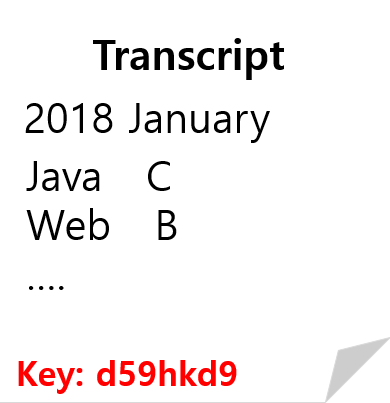 Transcript
2018 January
Java C
Web B
....
Key: d59hkd9